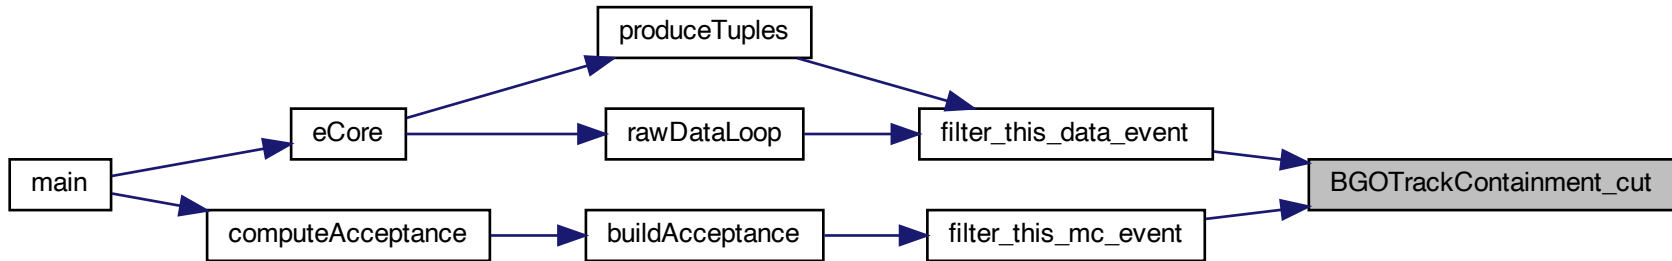 produceTuples
eCore
rawDataLoop
filter_this_data_event
main
BGOTrackContainment_cut
computeAcceptance
buildAcceptance
filter_this_mc_event